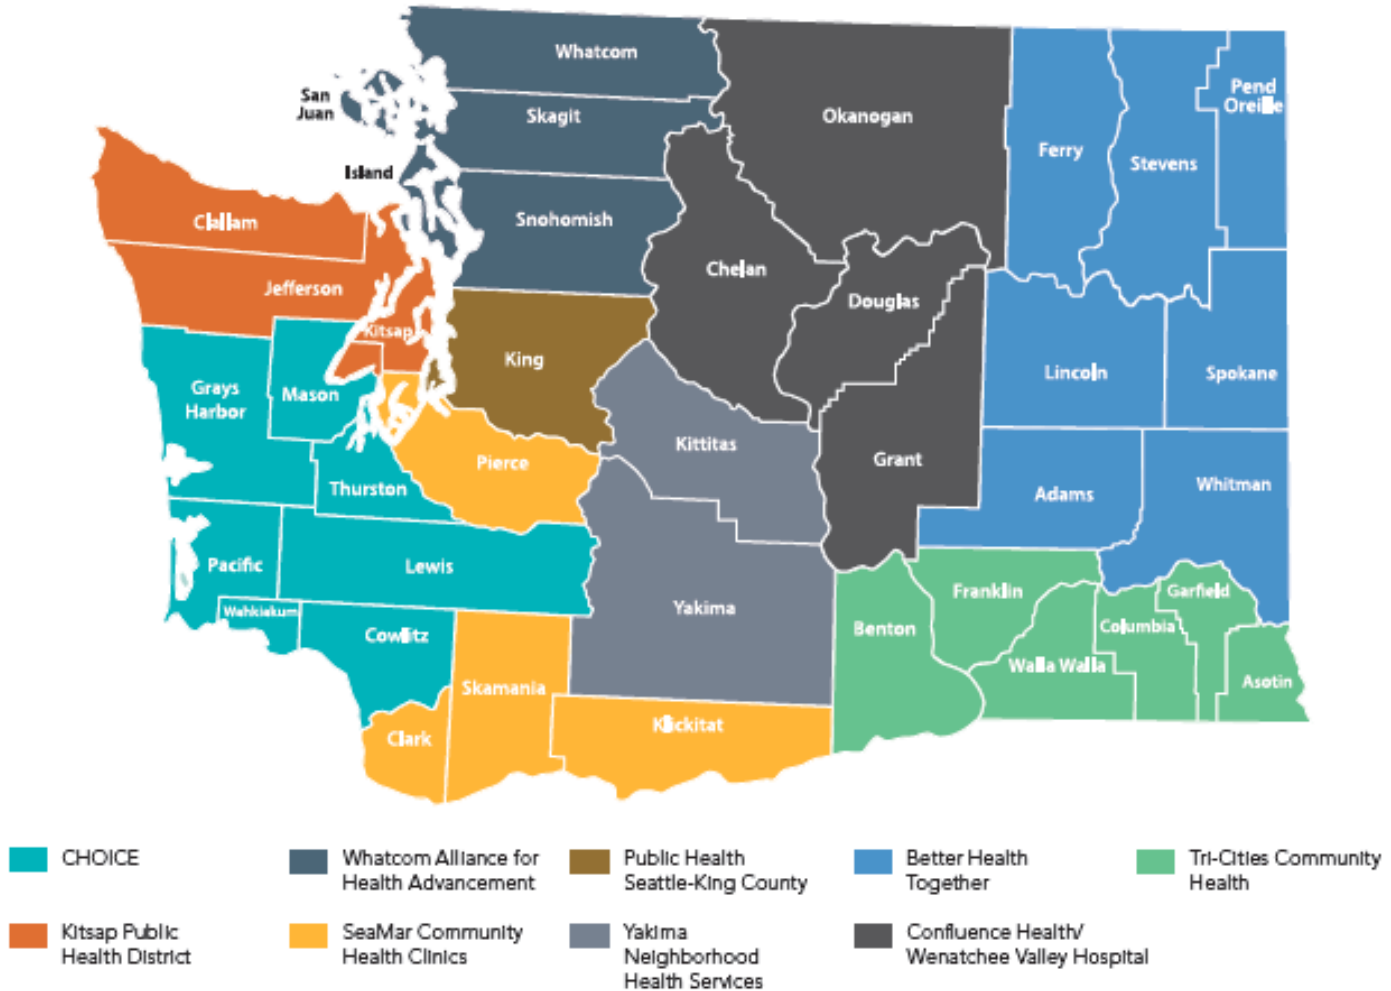 Whatcom
San
Juan
Skagit
Okanogan
Pend
Oreille
Ferry
Stevens
Island
Clallam
Snohomish
Chelan
Jefferson
Douglas
Kitsap
King
Lincoln
Spokane
Grays
Harbor
Mason
Kittitas
Pierce
Grant
Thurston
Adams
Whitman
Pacific
Lewis
Franklin
Garfield
Wahkiakum
Yakima
Cowlitz
Benton
Columbia
Walla Walla
Skamania
Asotin
Klickitat
Clark
CHOICE
Whatcom Alliance for
Health Advancement
Public Health
Seattle-King County
Better Health
Together
Tri-Cities Community
Health
Kitsap Public
Health District
SeaMar Community
Health Clinics
Yakima
Neighborhood
Health Services
Confluence Health/
Wenatchee Valley Hospital